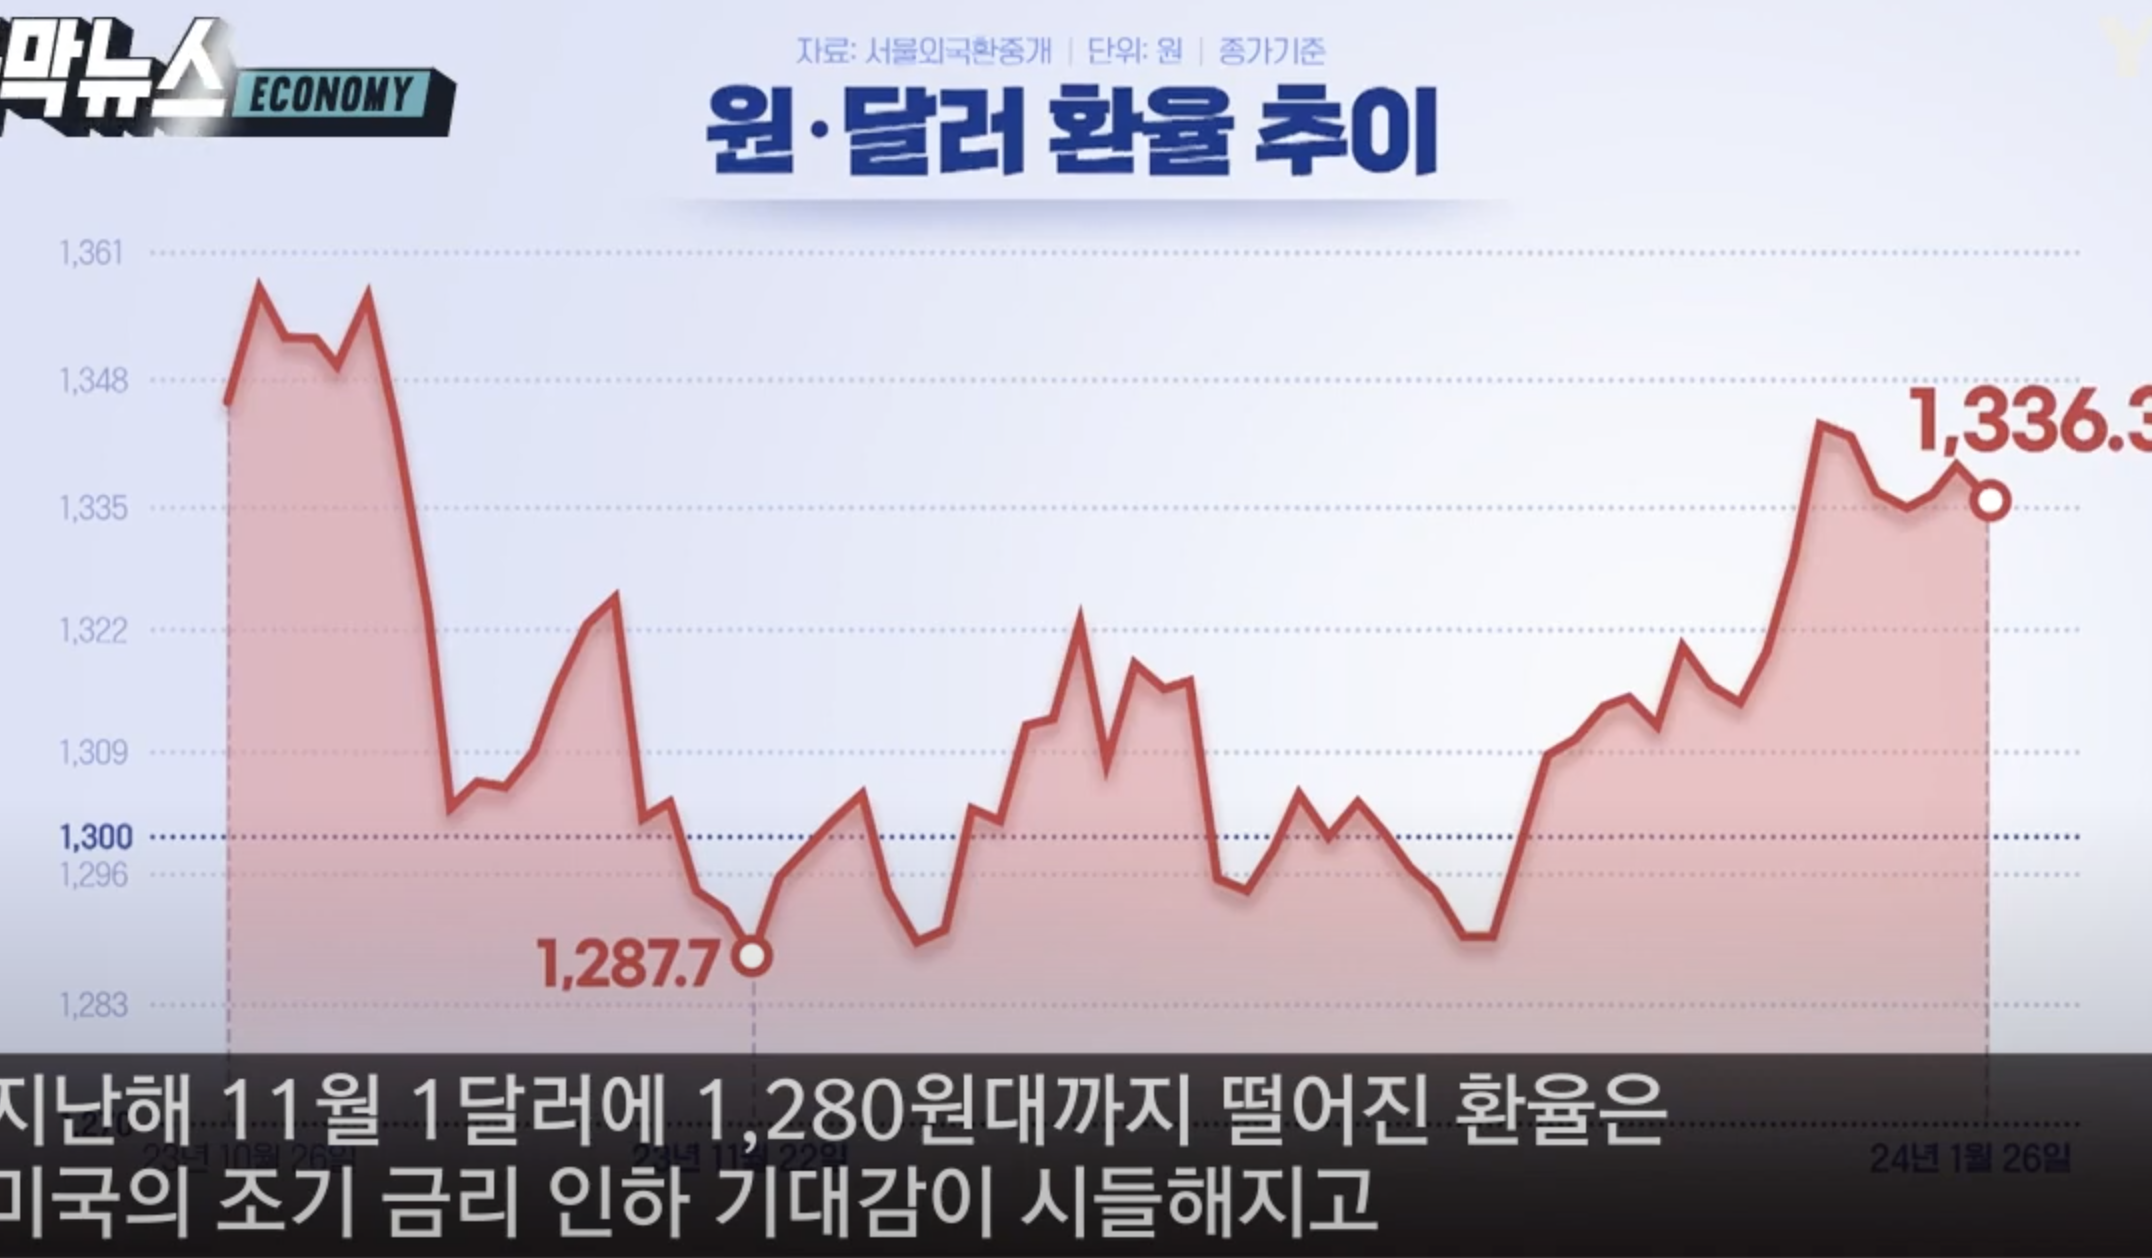 막뉴스
ECONOMY
자료: 서울외국환중개 | 단위: 원 | 종가기준
원·달러 환율 추이
1,361
1,348
1,336.3
1,335
1,322
1,309
1,300
1,296
1,287.7
1,283
1,270
23년 10월 26일
23년 11월 22일
24년 1월 26일
지난해 11월 1달러에 1,280원대까지 떨어진 환율은
미국의 조기 금리 인하 기대감이 시들해지고